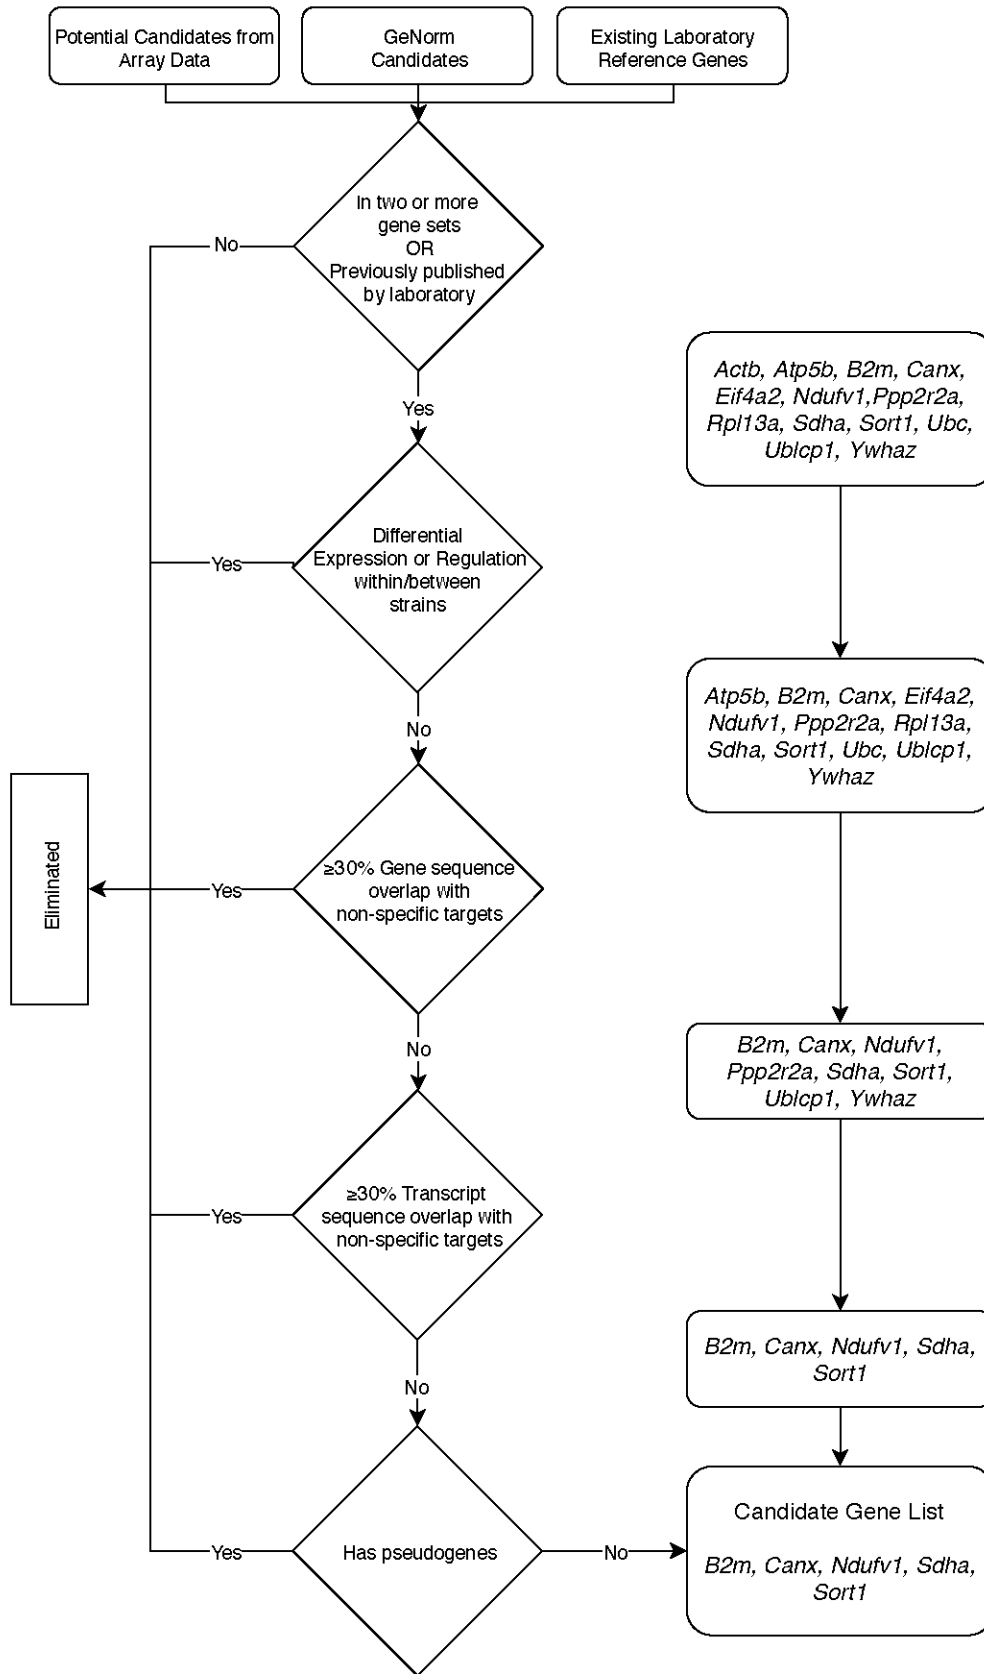 Potential Candidates from
Array Data
GeNorm
Candidates
Existing Laboratory
Reference Genes
In two or more
gene sets
OR
Previously published
by laboratory
No
Yes
Actb, Atp5b, B2m, Canx,
Eif4a2, Ndufv1,Ppp2r2a,
Rpl13a, Sdha, Sort1, Ubc,
Ublcp1, Ywhaz
Differential
Expression or Regulation
within/between
strains
Yes
No
Atp5b, B2m, Canx, Eif4a2,
Ndufv1, Ppp2r2a, Rpl13a,
Sdha, Sort1, Ubc, Ublcp1,
Ywhaz
Eliminated
≥30% Gene sequence
overlap with
non-specific targets
Yes
No
B2m, Canx, Ndufv1,
Ppp2r2a, Sdha, Sort1,
Ublcp1, Ywhaz
≥30% Transcript
sequence overlap with
non-specific targets
Yes
No
B2m, Canx, Ndufv1, Sdha,
Sort1
Has pseudogenes
Yes
No
Candidate Gene List
B2m, Canx, Ndufv1, Sdha,
Sort1